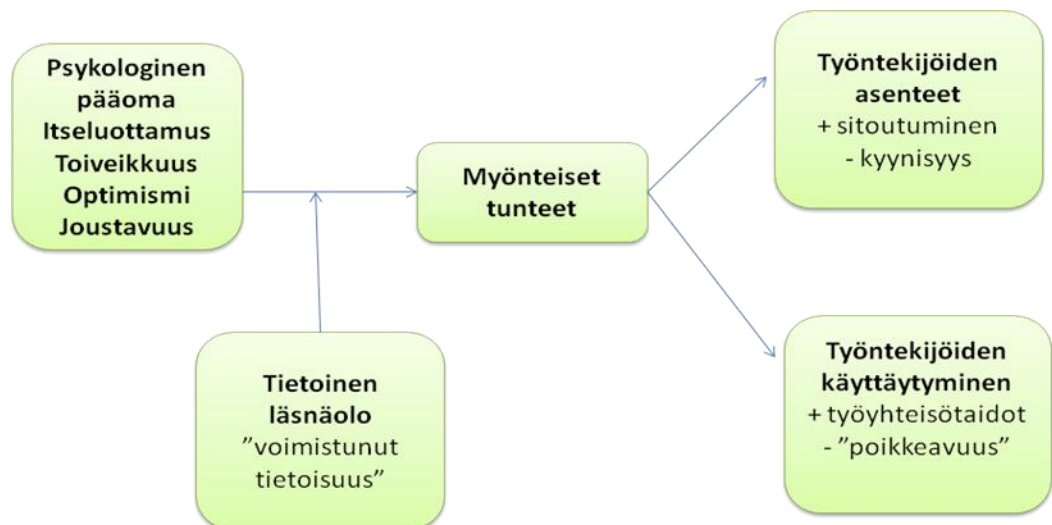 Psykologinen
pääoma
Itseluottamus
Toiveikkuus
Optimismi
Joustavuus
Tietoinen
läsnäolo
”voimistunut
tietoisuus”
Myönteiset
tunteet
Työntekijöiden
asenteet
+ sitoutuminen
- kyynisyys
Työntekijöiden
käyttäytyminen
+ työyhteisötaidot
- ”poikkeavuus”